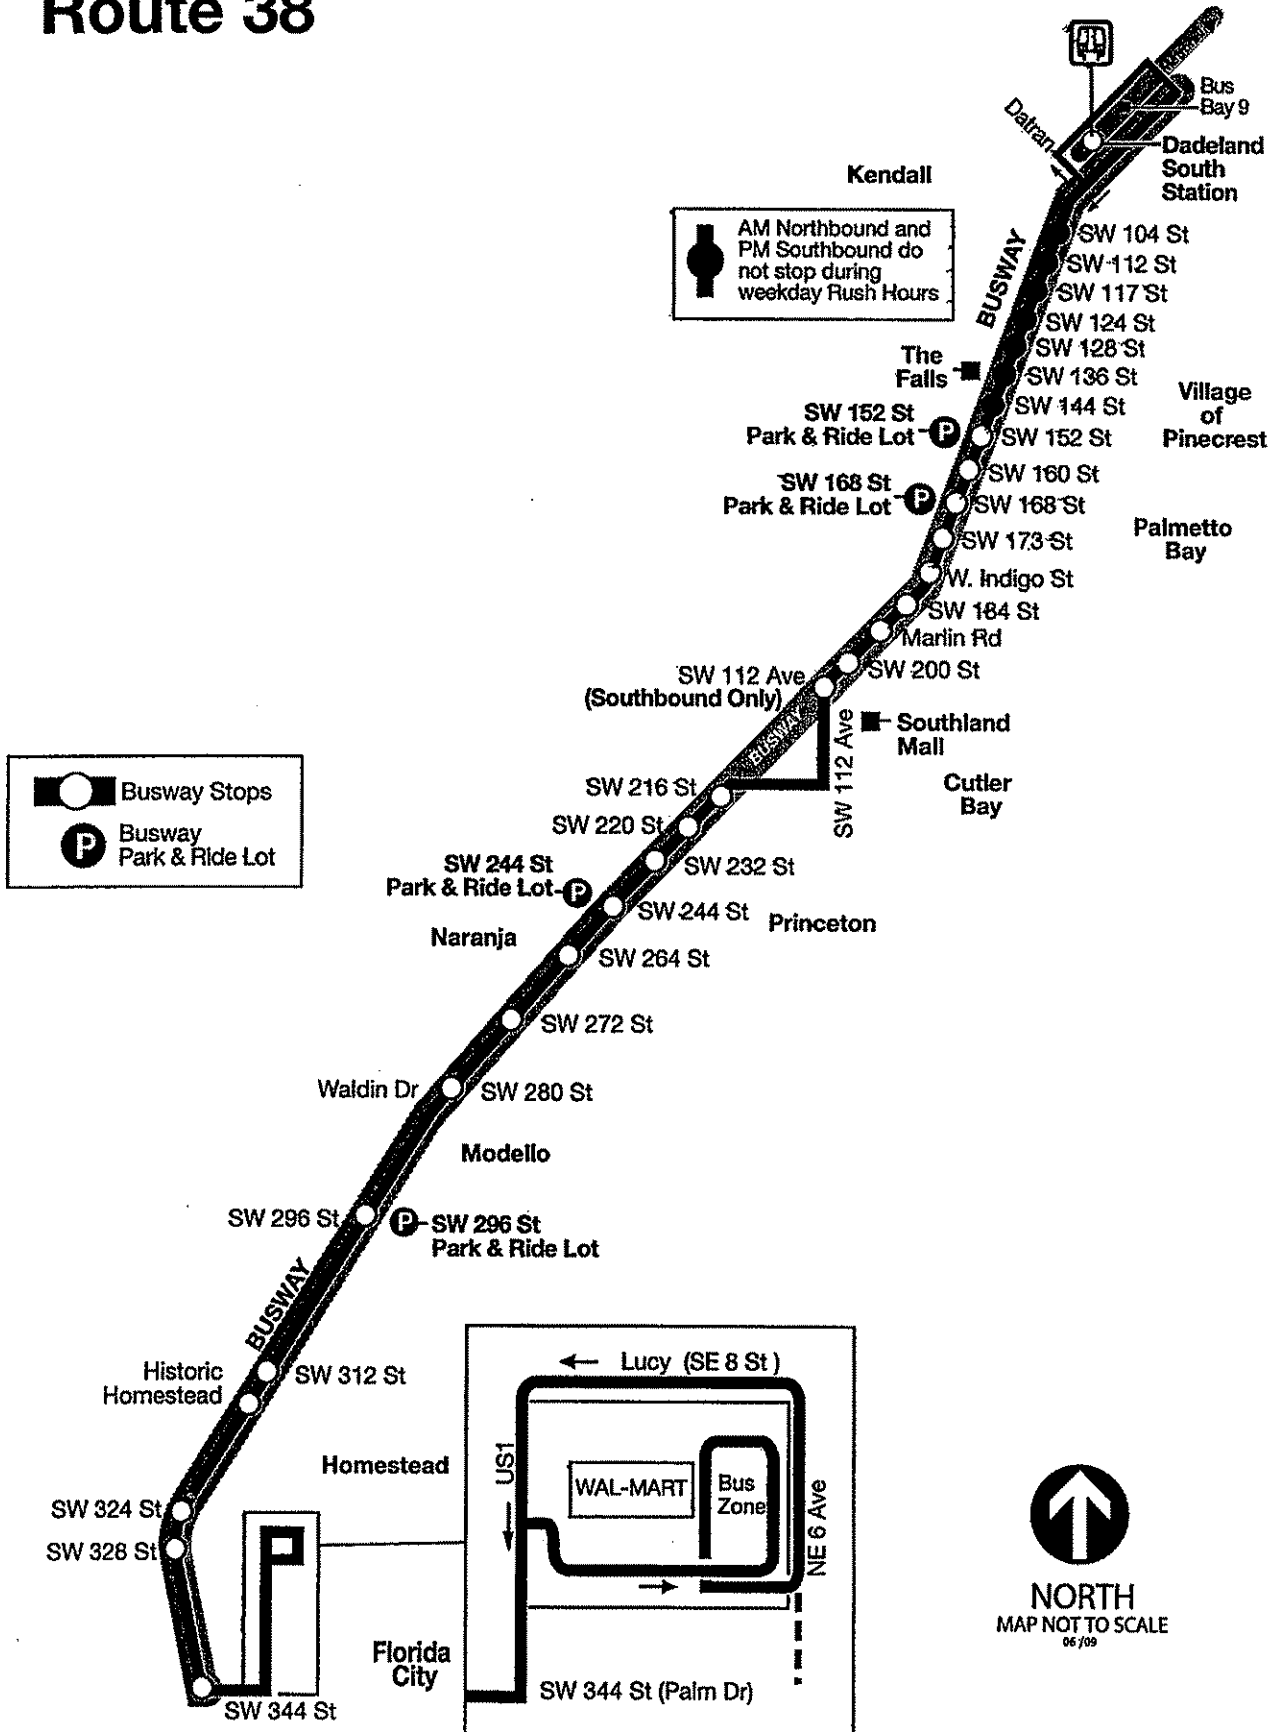 Route 38
Bus
Bay 9
Datran
Dadeland
South
Station
Kendall
AM Northbound and
PM Southbound do
not stop during
weekday Rush Hours
BUSWAY
SW 104 St
SW 112 St
SW 117 St
SW 124 St
SW 128 St
The
Falls
SW 136 St
SW 144 St
Village
of
Pinecrest
SW 152 St
Park & Ride Lot
P
SW 152 St
SW 160 St
SW 168 St
Park & Ride Lot
P
SW 168 St
SW 173 St
Palmetto
Bay
W. Indigo St
SW 184 St
Marlin Rd
SW 200 St
SW 112 Ave
(Southbound Only)
BUSWAY
SW 112 Ave
Southland
Mall
Cutler
Bay
Busway Stops
P
Busway
Park & Ride Lot
SW 216 St
SW 220 St
SW 232 St
SW 244 St
Park & Ride Lot
P
SW 244 St
Princeton
Naranja
SW 264 St
SW 272 St
Waldin Dr
SW 280 St
Modello
SW 296 St
P
SW 296 St
Park & Ride Lot
BUSWAY
Historic
Homestead
SW 312 St
Homestead
SW 324 St
SW 328 St
Florida
City
SW 344 St
Lucy (SE 8 St )
US1
WAL-MART
Bus
Zone
NE 6 Ave
SW 344 St (Palm Dr)
NORTH
MAP NOT TO SCALE
06 /09